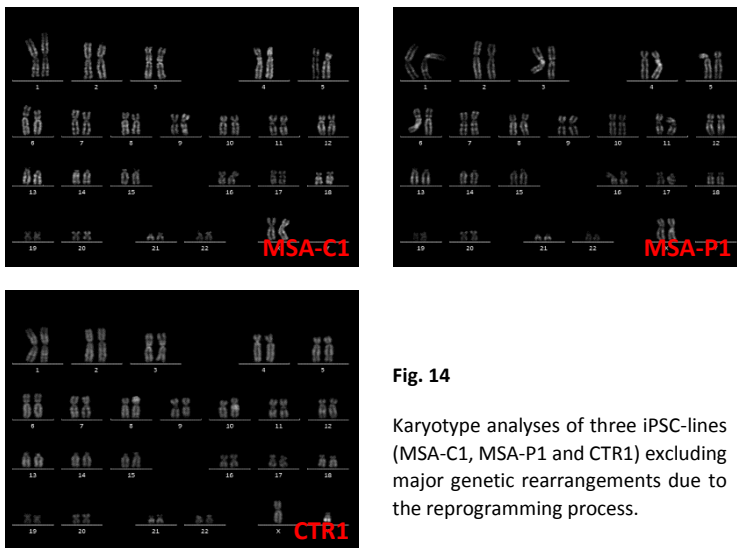 1 2 3 4 5
6 7 8 9 10 11 12
13 14 15 16 17 18
19 20 21 22
MSA-C1
1 2 3 4 5
6 7 8 9 10 11 12
13 14 15 16 17 18
19 20 21 22
MSA-P1
1 2 3 4 5
6 7 8 9 10 11 12
13 14 15 16 17 18
19 20 21 22 X
CTR1
Fig. 14
Karyotype analyses of three iPSC-lines
(MSA-C1, MSA-P1 and CTR1) excluding
major genetic rearrangements due to
the reprogramming process.